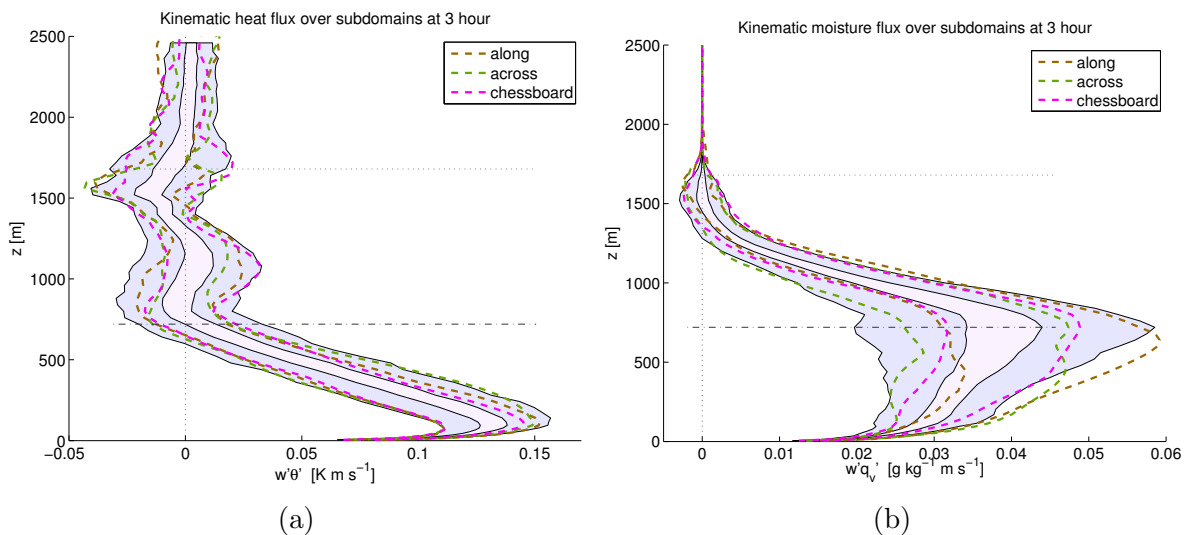 Kinematic heat flux over subdomains at 3 hour
2500
2000
1500
1000
500
0
z [m]
−0.05
0
0.05
0.1
0.15
w'θ' [K m s⁻¹]
along
across
chessboard
(a)
Kinematic moisture flux over subdomains at 3 hour
2500
2000
1500
1000
500
0
z [m]
0
0.01
0.02
0.03
0.04
0.05
0.06
w'qᵥ' [g kg⁻¹ m s⁻¹]
along
across
chessboard
(b)